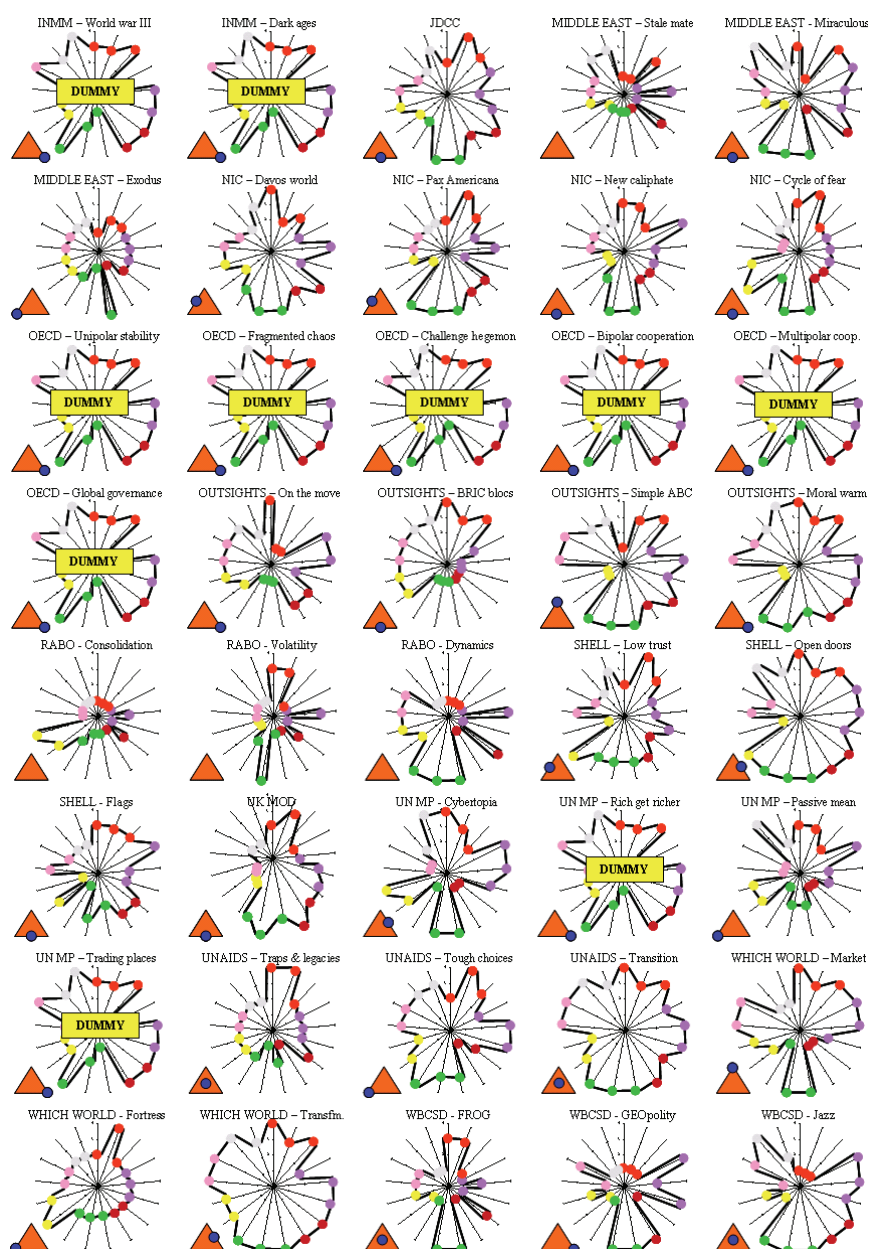 INMM – World war III
INMM – Dark ages
JDCC
MIDDLE EAST – Stale mate
MIDDLE EAST - Miraculous
DUMMY
DUMMY
MIDDLE EAST – Exodus
NIC – Davos world
NIC – Pax Americana
NIC – New caliphate
NIC – Cycle of fear
OECD – Unipolar stability
OECD – Fragmented chaos
OECD – Challenge hegemon
OECD – Bipolar cooperation
OECD – Multipolar coop.
DUMMY
DUMMY
DUMMY
DUMMY
DUMMY
OECD – Global governance
OUTSIGHTS – On the move
OUTSIGHTS – BRIC blocs
OUTSIGHTS – Simple ABC
OUTSIGHTS – Moral warm
DUMMY
RABO - Consolidation
RABO - Volatility
RABO – Dynamics
SHELL – Low trust
SHELL – Open doors
SHELL - Flags
UK MOD
UN MP - Cybertopia
UN MP – Rich get richer
UN MP – Passive mean
DUMMY
UN MP – Trading places
UNAIDS – Traps & legacies
UNAIDS – Tough choices
UNAIDS – Transition
WHICH WORLD – Market
DUMMY
WHICH WORLD - Fortress
WHICH WORLD – Transfm.
WBCSD - FROG
WBCSD - GEOpolity
WBCSD - Jazz